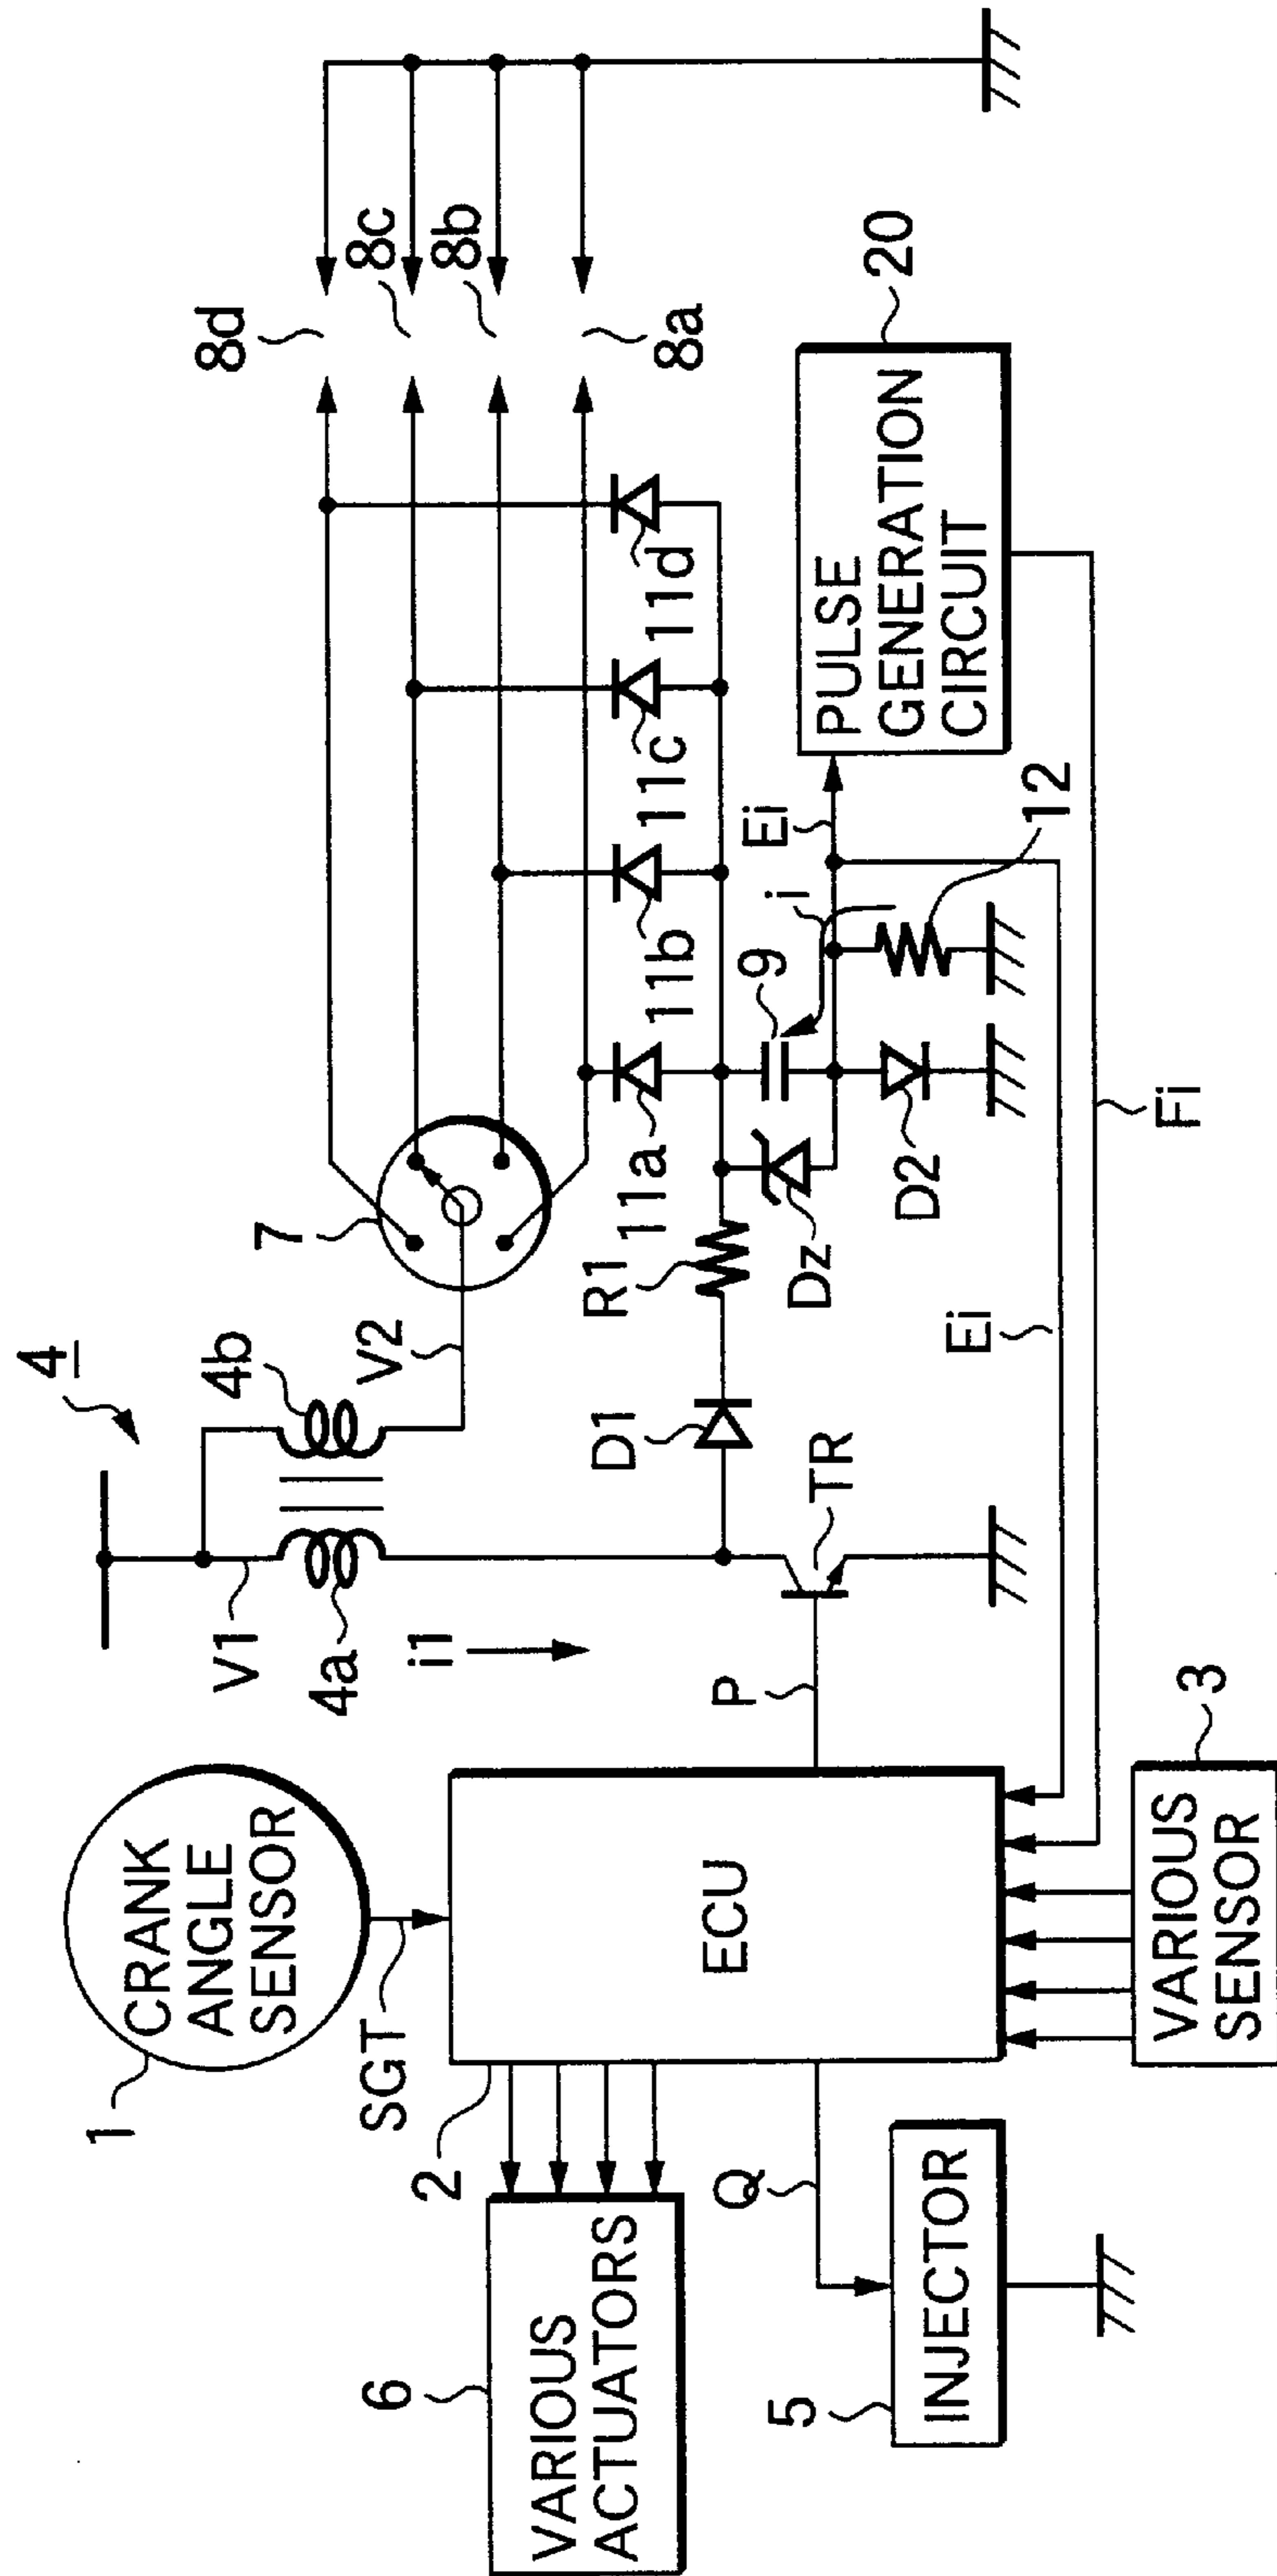 1
CRANK
ANGLE
SENSOR
SGT
2
ECU
6
VARIOUS
ACTUATORS
Q
5
INJECTOR
3
VARIOUS
SENSOR
P
4
V1
4a
4b
i1
V2
7
TR
D1
R1
Dz
D2
9
i
12
11a
11b
11c
11d
8d
8c
8b
8a
Ei
Ei
Fi
20
PULSE
GENERATION
CIRCUIT